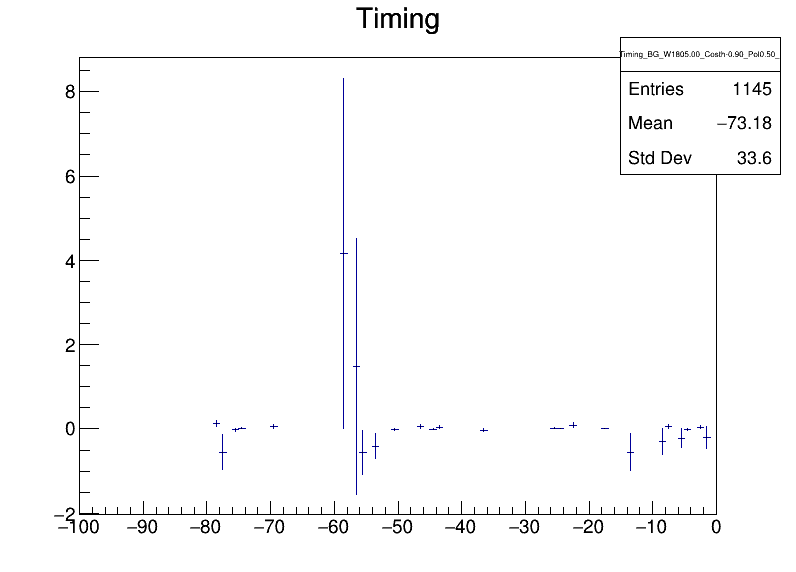 Timing
Timing_BG_W1805.00_Costh-0.90_Pol0.50_
Entries 1145
Mean −73.18
Std Dev 33.6
8
6
4
2
0
−2
−100 −90 −80 −70 −60 −50 −40 −30 −20 −10 0